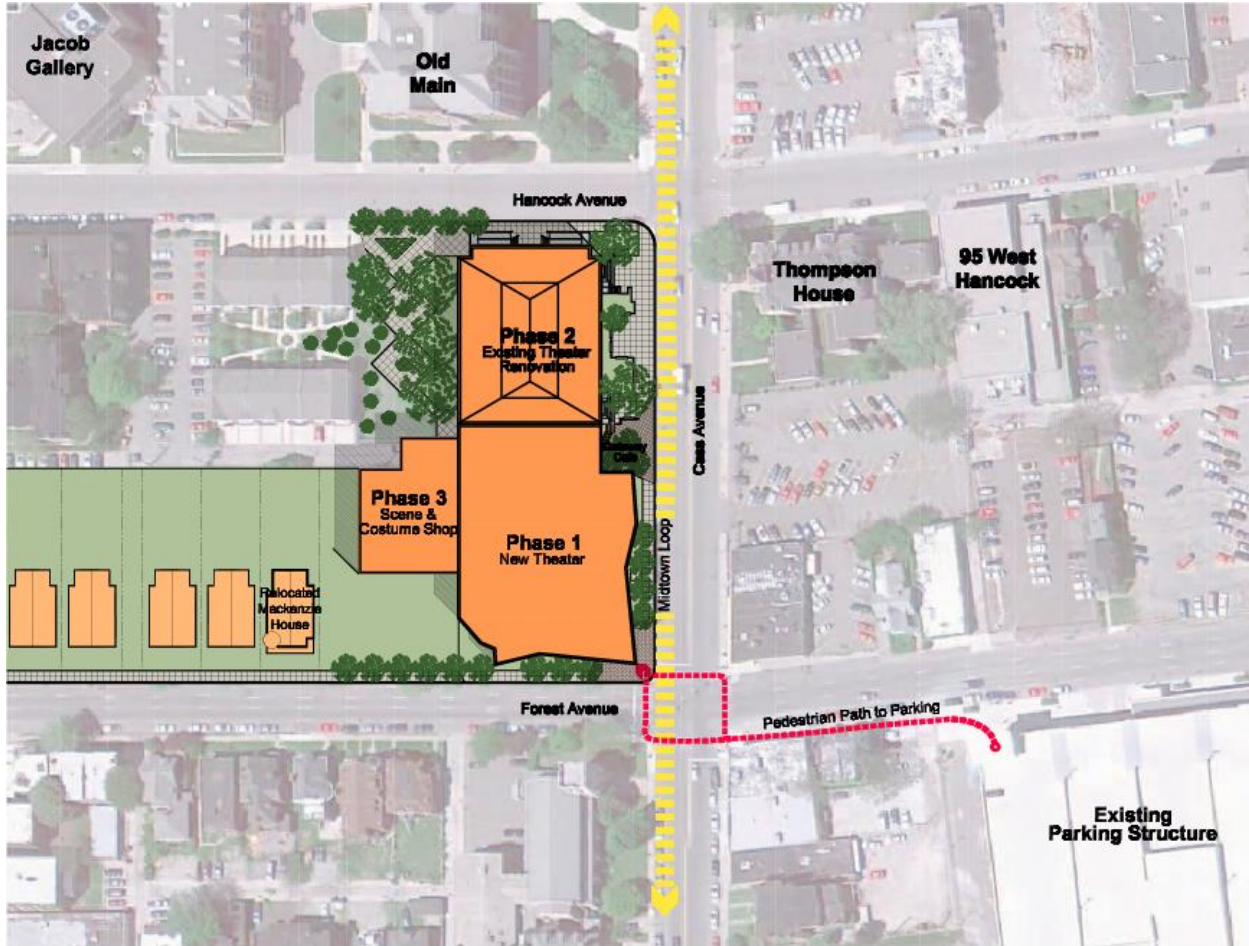 Jacob
Gallery
Old
Main
Hancock Avenue
Thompson
House
95 West
Hancock
Phase 2
Existing Theater
Renovation
Cass Avenue
Cafe
Phase 3
Scene &
Costume Shop
Phase 1
New Theater
Midtown Loop
Relocated
Mackenzie
House
Forest Avenue
Pedestrian Path to Parking
Existing
Parking Structure